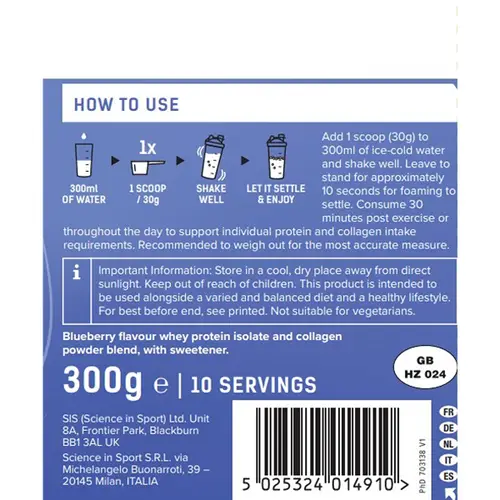 HOW TO USE
300ml
OF WATER
1x
1 SCOOP
/ 30g
SHAKE
WELL
LET IT SETTLE
& ENJOY
Add 1 scoop (30g) to
300ml of ice-cold water
and shake well. Leave to
stand for approximately
10 seconds for foaming to
settle. Consume 30
minutes post exercise or
throughout the day to support individual protein and collagen intake
requirements. Recommended to weigh out for the most accurate measure.
i
Important Information: Store in a cool, dry place away from direct
sunlight. Keep out of reach of children. This product is intended to
be used alongside a varied and balanced diet and a healthy lifestyle.
For best before end, see printed. Not suitable for vegetarians.
Blueberry flavour whey protein isolate and collagen
powder blend, with sweetener.
300g e | 10 SERVINGS
GB
HZ 024
SIS (Science in Sport) Ltd. Unit
8A, Frontier Park, Blackburn
BB1 3AL UK
Science in Sport S.R.L. via
Michelangelo Buonarroti, 39 –
20145 Milan, ITALIA
5 025324 014910 >
PhD 703138 V1
FR
DE
NL
IT
ES